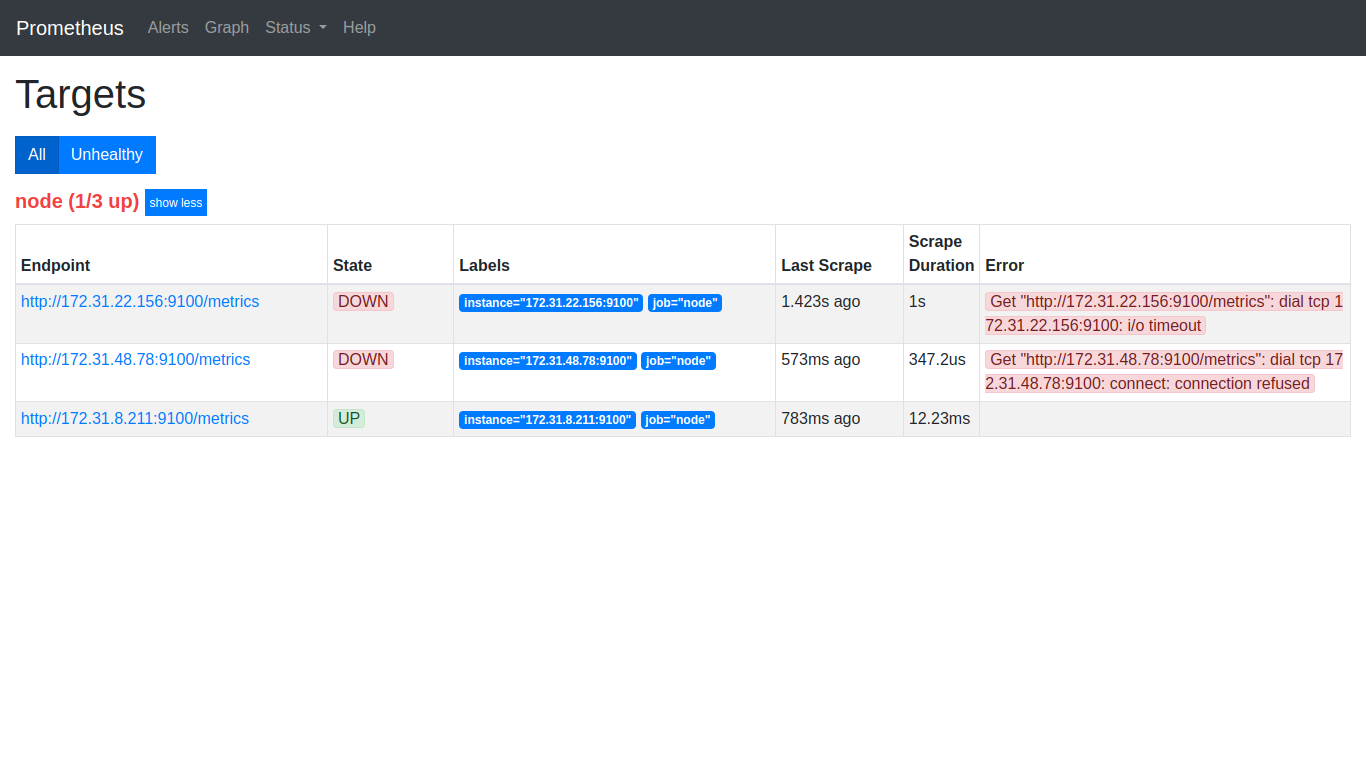 Prometheus Alerts Graph Status Help
Targets
All Unhealthy
node (1/3 up) show less
Scrape
Endpoint State Labels Last Scrape Duration Error
http://172.31.22.156:9100/metrics DOWN instance="172.31.22.156:9100" job="node" 1.423s ago 1s Get "http://172.31.22.156:9100/metrics": dial tcp 1
72.31.22.156:9100: i/o timeout
http://172.31.48.78:9100/metrics DOWN instance="172.31.48.78:9100" job="node" 573ms ago 347.2us Get "http://172.31.48.78:9100/metrics": dial tcp 17
2.31.48.78:9100: connect: connection refused
http://172.31.8.211:9100/metrics UP instance="172.31.8.211:9100" job="node" 783ms ago 12.23ms